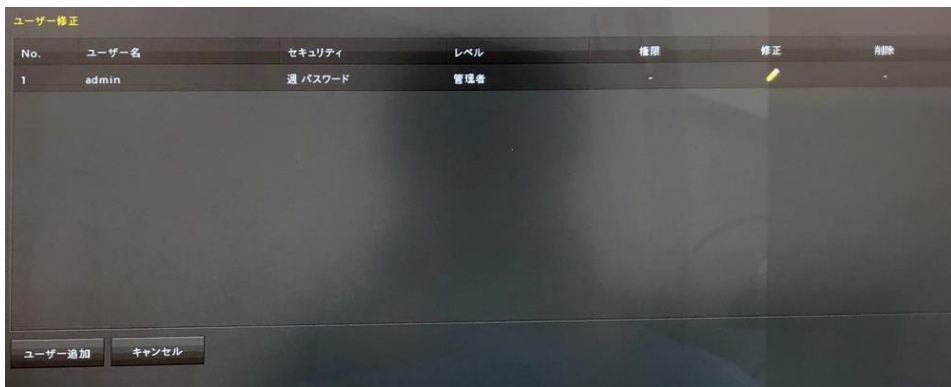 ユーザー修正
No. ユーザー名 セキュリティ レベル 権限 修正 削除
1 admin 週 パスワード 管理者 - -
ユーザー追加 キャンセル